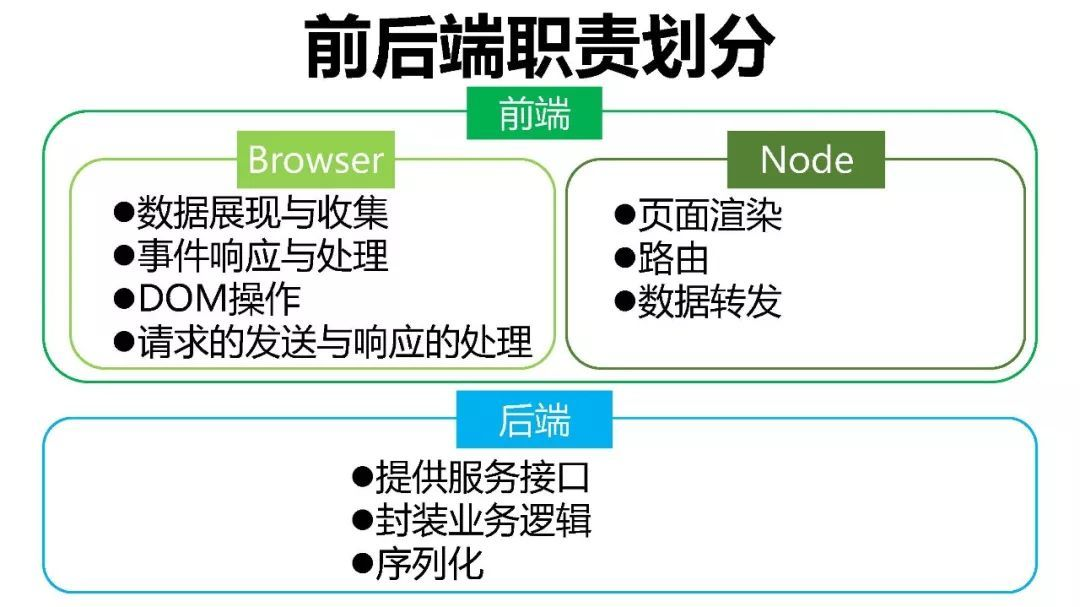 前后端职责划分
前端
Browser
●数据展现与收集
●事件响应与处理
●DOM操作
●请求的发送与响应的处理
Node
●页面渲染
●路由
●数据转发
后端
●提供服务接口
●封装业务逻辑
●序列化